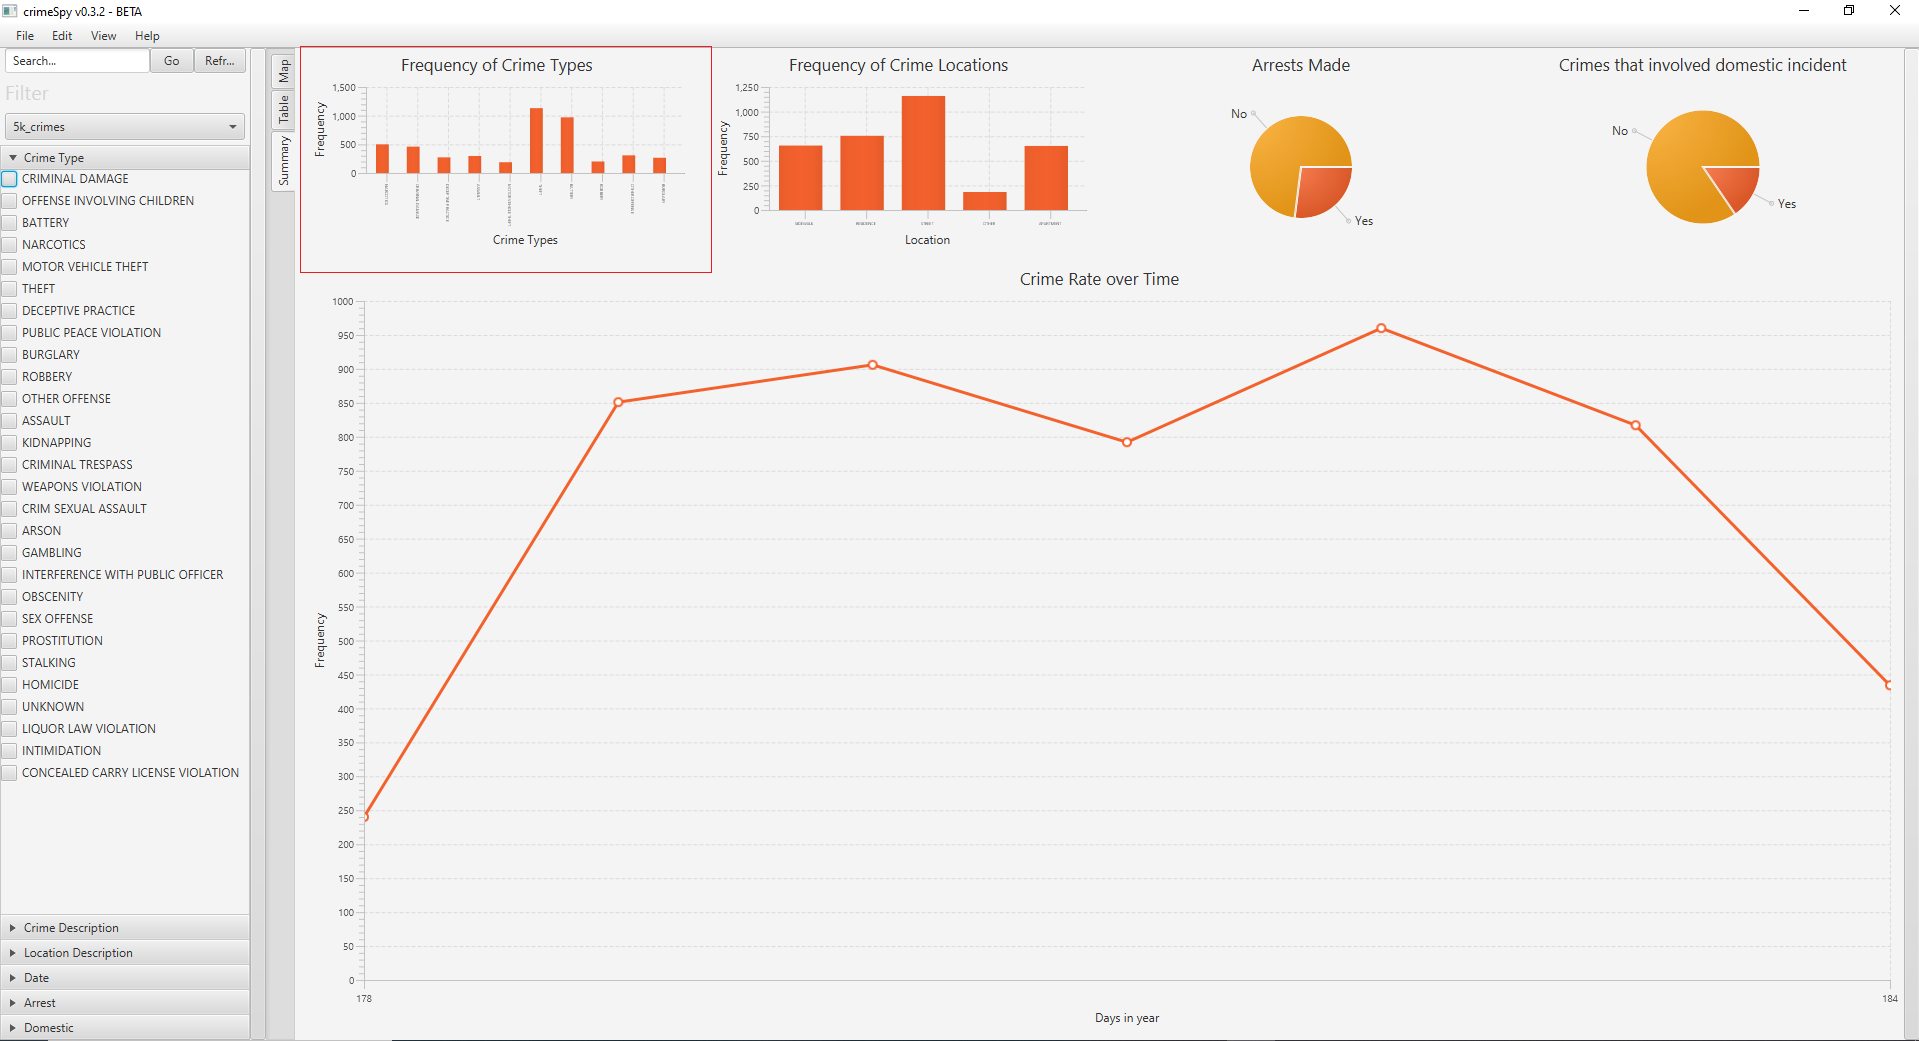 crimeSpy v0.3.2 - BETA
File Edit View Help
Search... Go Refr...
Filter
5k_crimes
Crime Type
CRIMINAL DAMAGE
OFFENSE INVOLVING CHILDREN
BATTERY
NARCOTICS
MOTOR VEHICLE THEFT
THEFT
DECEPTIVE PRACTICE
PUBLIC PEACE VIOLATION
BURGLARY
ROBBERY
OTHER OFFENSE
ASSAULT
KIDNAPPING
CRIMINAL TRESPASS
WEAPONS VIOLATION
CRIM SEXUAL ASSAULT
ARSON
GAMBLING
INTERFERENCE WITH PUBLIC OFFICER
OBSCENITY
SEX OFFENSE
PROSTITUTION
STALKING
HOMICIDE
UNKNOWN
LIQUOR LAW VIOLATION
INTIMIDATION
CONCEALED CARRY LICENSE VIOLATION
Crime Description
Location Description
Date
Arrest
Domestic
Map
Table
Summary
Frequency of Crime Types
Frequency
1,500
1,000
500
0
Crime Types
Frequency of Crime Locations
Frequency
1,250
1,000
750
500
250
0
SIDEWALK RESIDENCE STREET OTHER APARTMENT
Location
Arrests Made
No
Yes
Crimes that involved domestic incident
No
Yes
Crime Rate over Time
Frequency
1000
950
900
850
800
750
700
650
600
550
500
450
400
350
300
250
200
150
100
50
0
178 184
Days in year